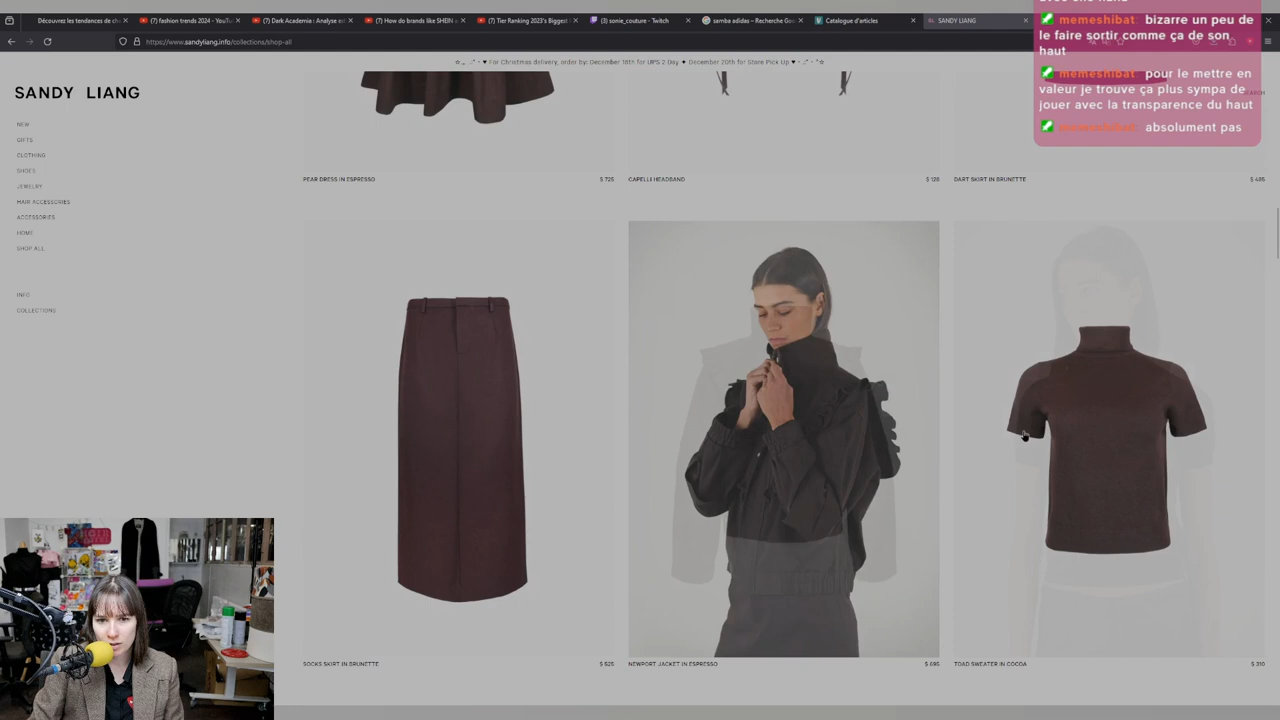 Découvrez les tendances de ch
(7) fashion trends 2024 - YouTu
(7) Dark Academia : Analyse es
(7) How do brands like SHEIN a
(7) Tier Ranking 2023's Biggest
(3) sonie_couture - Twitch
samba adidas – Recherche Go
Catalogue d'articles
SANDY LIANG
https://www.sandyliang.info/collections/shop-all
memeshibat: bizarre un peu de
le faire sortir comme ça de son
haut
memeshibat: pour le mettre en
valeur je trouve ça plus sympa de
jouer avec la transparence du haut
absolument pas
For Christmas delivery, order by: December 18th for UPS 2 Day ✦ December 20th for Store Pick Up ♥
SANDY LIANG
NEW
GIFTS
CLOTHING
SHOES
JEWELRY
HAIR ACCESSORIES
ACCESSORIES
HOME
SHOP ALL
INFO
COLLECTIONS
PEAR DRESS IN ESPRESSO $ 725
CAPELLI HEADBAND $ 128
DART SKIRT IN BRUNETTE $ 485
SOCKS SKIRT IN BRUNETTE $ 525
NEWPORT JACKET IN ESPRESSO $ 695
TOAD SWEATER IN COCOA $ 310